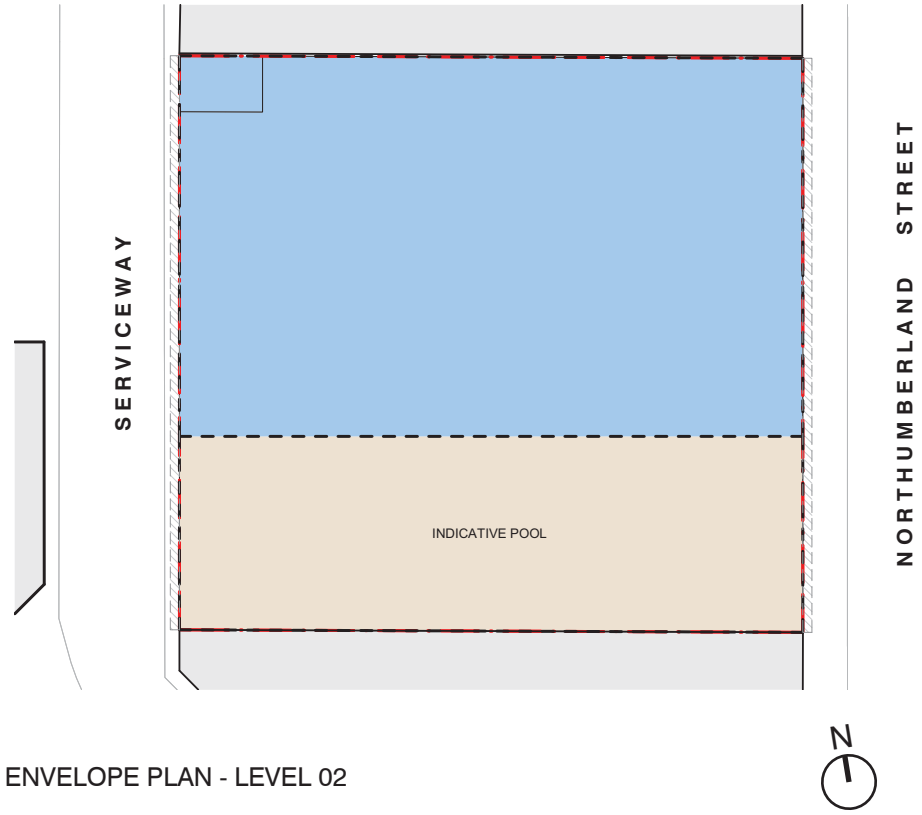 SERVICEWAY
NORTHUMBERLAND STREET
INDICATIVE POOL
N
ENVELOPE PLAN - LEVEL 02